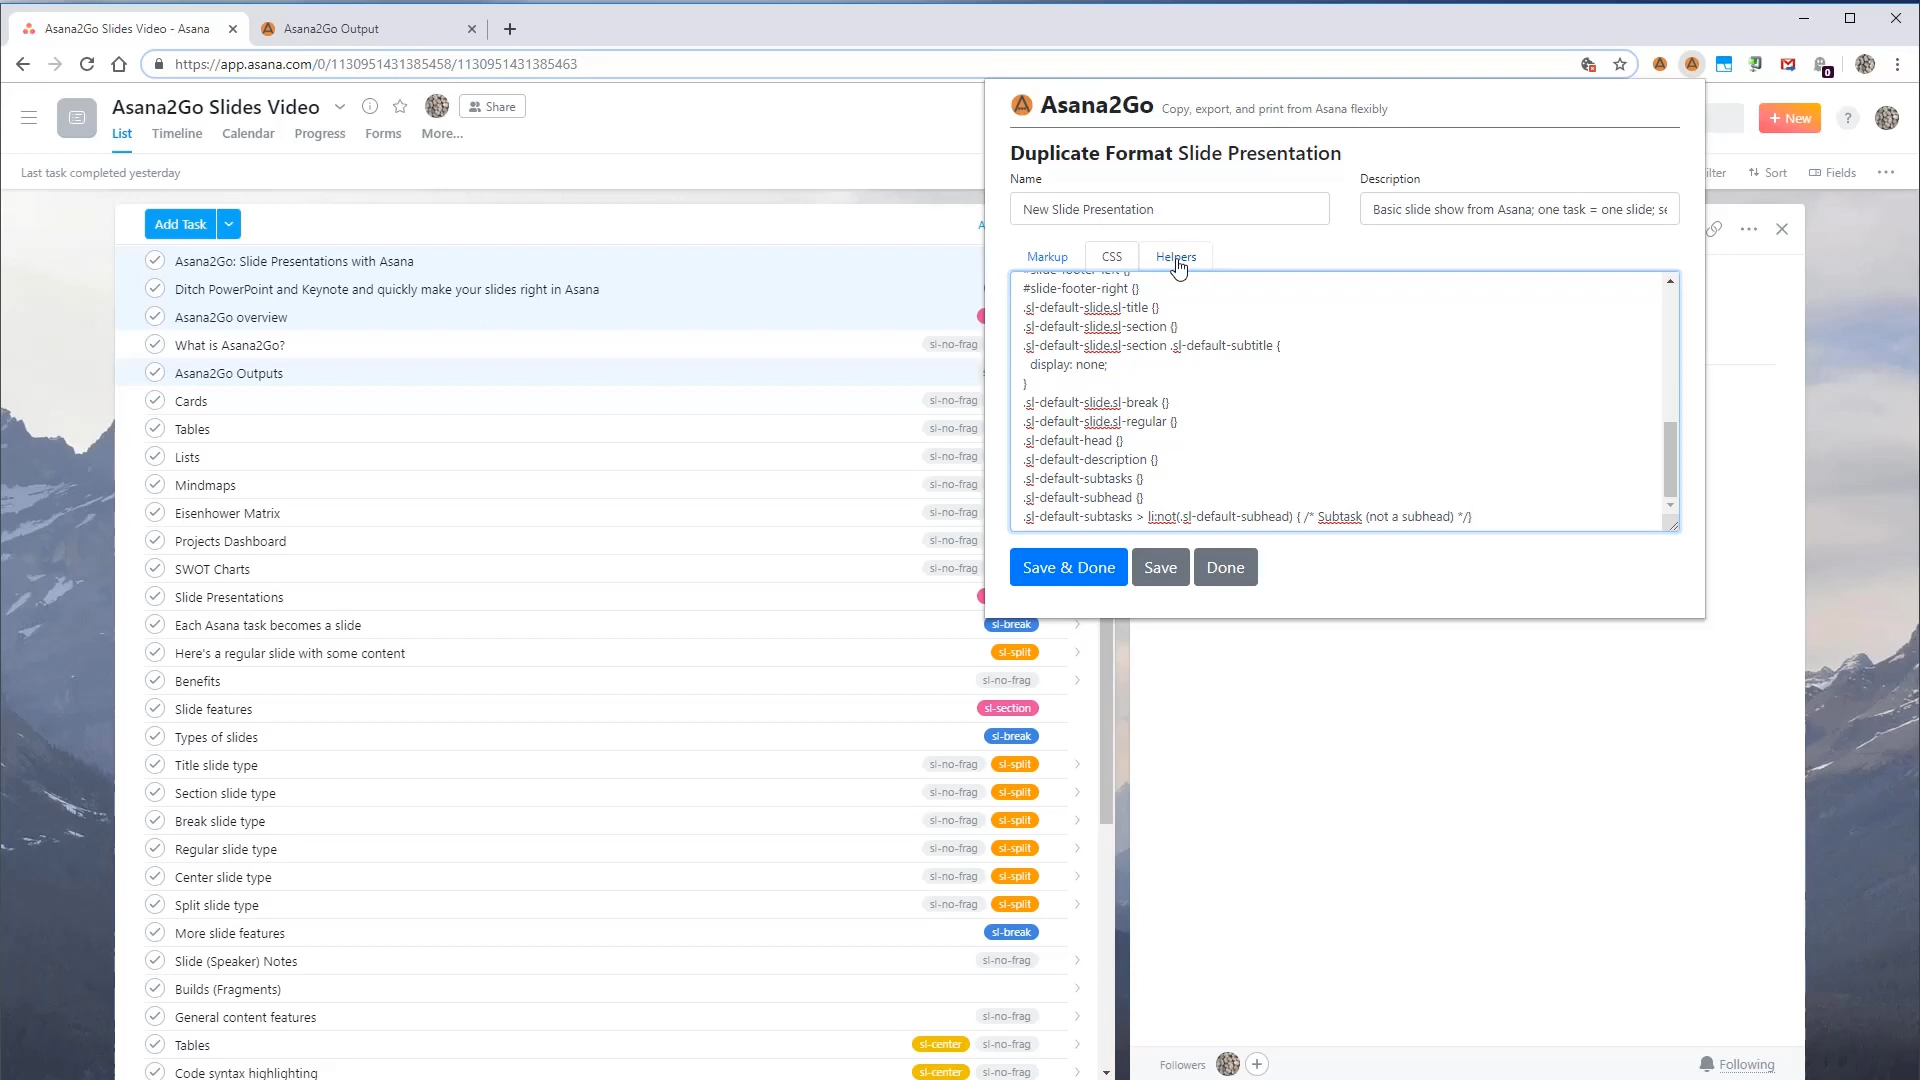 Asana2Go Slides Video - Asana
Asana2Go Output
https://app.asana.com/0/1130951431385458/1130951431385463
0
Asana2Go Slides Video
Share
List Timeline Calendar Progress Forms More...
Last task completed yesterday
+ New
?
Sort
Fields
Add Task
Asana2Go: Slide Presentations with Asana
Ditch PowerPoint and Keynote and quickly make your slides right in Asana
Asana2Go overview
What is Asana2Go? sl-no-frag
Asana2Go Outputs
Cards sl-no-frag
Tables sl-no-frag
Lists sl-no-frag
Mindmaps sl-no-frag
Eisenhower Matrix sl-no-frag
Projects Dashboard sl-no-frag
SWOT Charts sl-no-frag
Slide Presentations
Each Asana task becomes a slide sl-break
Here's a regular slide with some content sl-split
Benefits sl-no-frag
Slide features sl-section
Types of slides sl-break
Title slide type sl-no-frag sl-split
Section slide type sl-no-frag sl-split
Break slide type sl-no-frag sl-split
Regular slide type sl-no-frag sl-split
Center slide type sl-no-frag sl-split
Split slide type sl-no-frag sl-split
More slide features sl-break
Slide (Speaker) Notes sl-no-frag
Builds (Fragments)
General content features sl-no-frag
Tables sl-center sl-no-frag
Code syntax highlighting sl-center sl-no-frag
Asana2Go Copy, export, and print from Asana flexibly
Duplicate Format Slide Presentation
Name
Description
New Slide Presentation
Basic slide show from Asana; one task = one slide; se
Markup CSS Helpers
#slide-footer-left {}
#slide-footer-right {}
.sl-default-slide.sl-title {}
.sl-default-slide.sl-section {}
.sl-default-slide.sl-section .sl-default-subtitle {
display: none;
}
.sl-default-slide.sl-break {}
.sl-default-slide.sl-regular {}
.sl-default-head {}
.sl-default-description {}
.sl-default-subtasks {}
.sl-default-subhead {}
.sl-default-subtasks > li:not(.sl-default-subhead) { /* Subtask (not a subhead) */}
Save & Done Save Done
Followers
Following